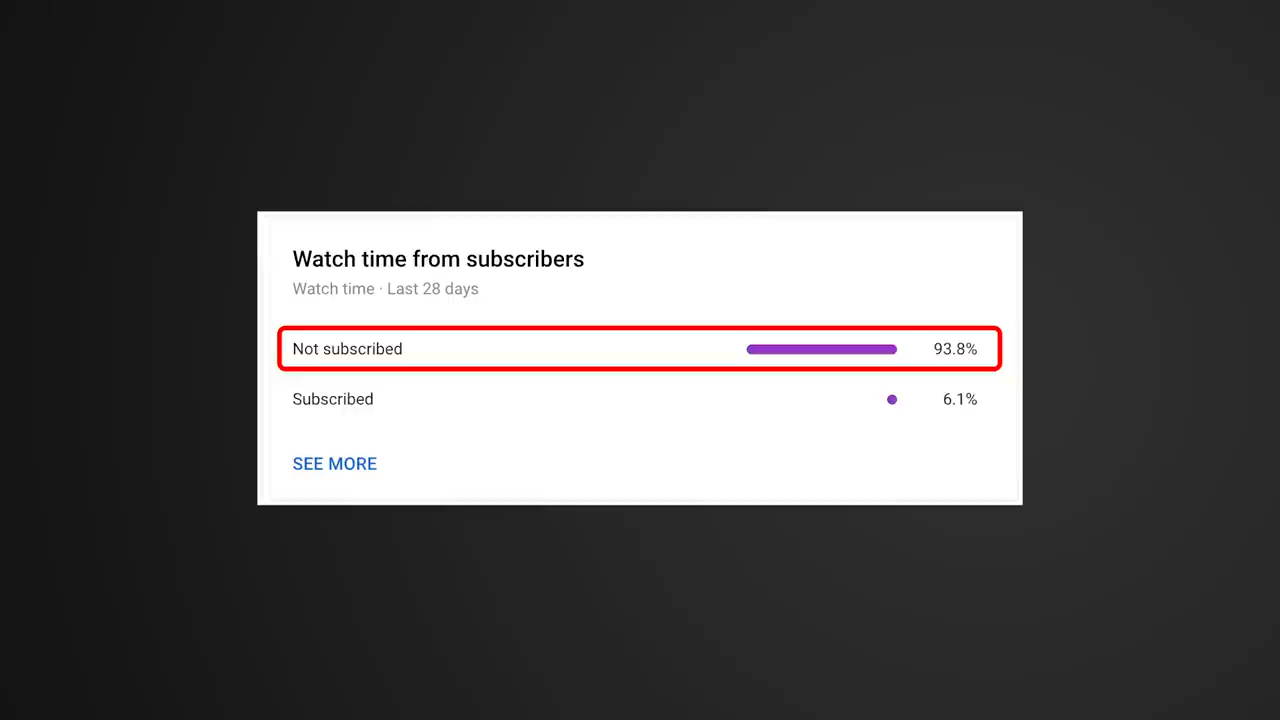 Watch time from subscribers
Watch time · Last 28 days
Not subscribed 93.8%
Subscribed 6.1%
SEE MORE